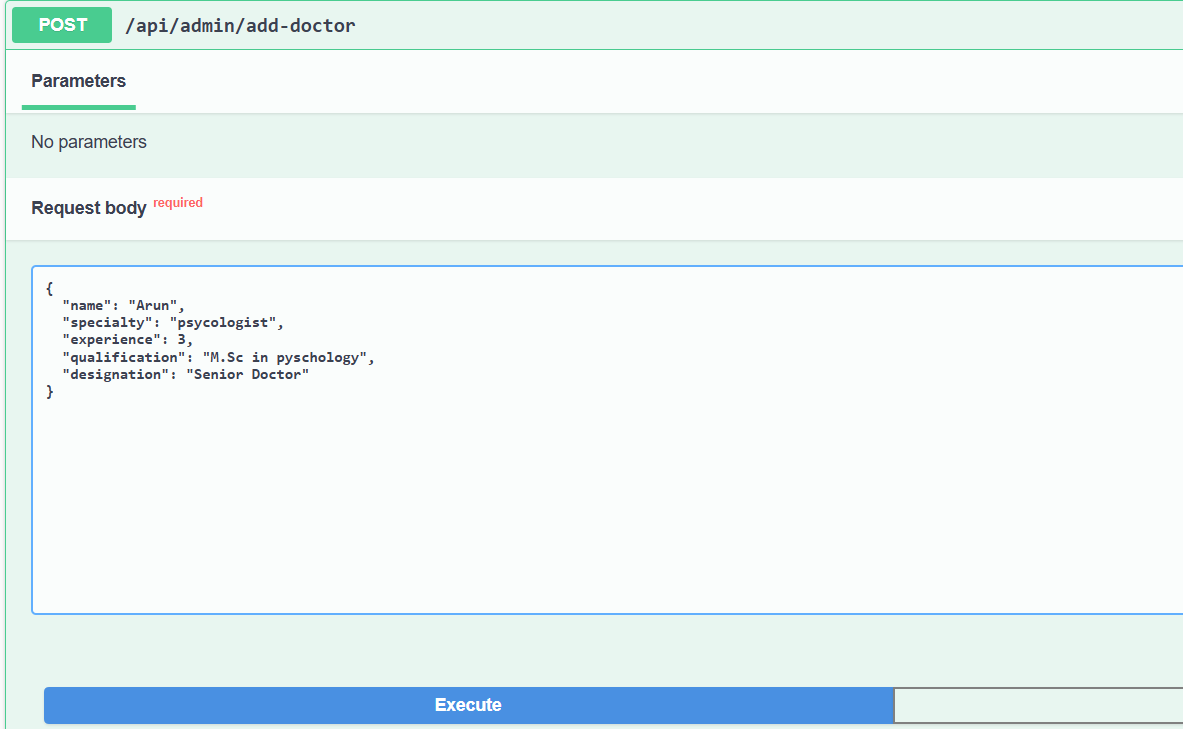 POST /api/admin/add-doctor
Parameters
No parameters
Request body required
{
  "name": "Arun",
  "specialty": "psycologist",
  "experience": 3,
  "qualification": "M.Sc in pyschology",
  "designation": "Senior Doctor"
}
Execute